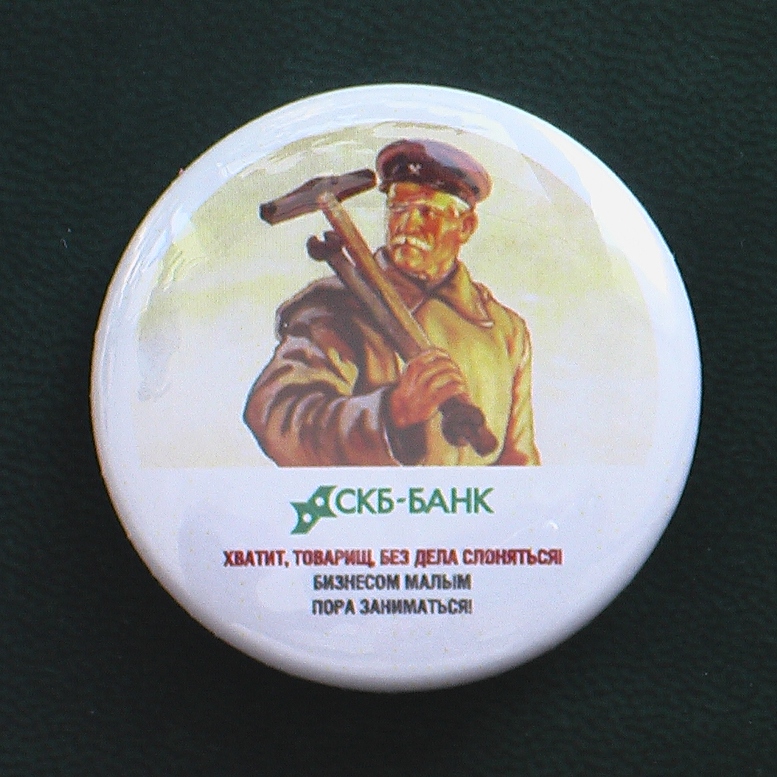 СКБ-БАНК
ХВАТИТ, ТОВАРИЩ, БЕЗ ДЕЛА СЛОНЯТЬСЯ!
БИЗНЕСОМ МАЛЫМ
ПОРА ЗАНИМАТЬСЯ!